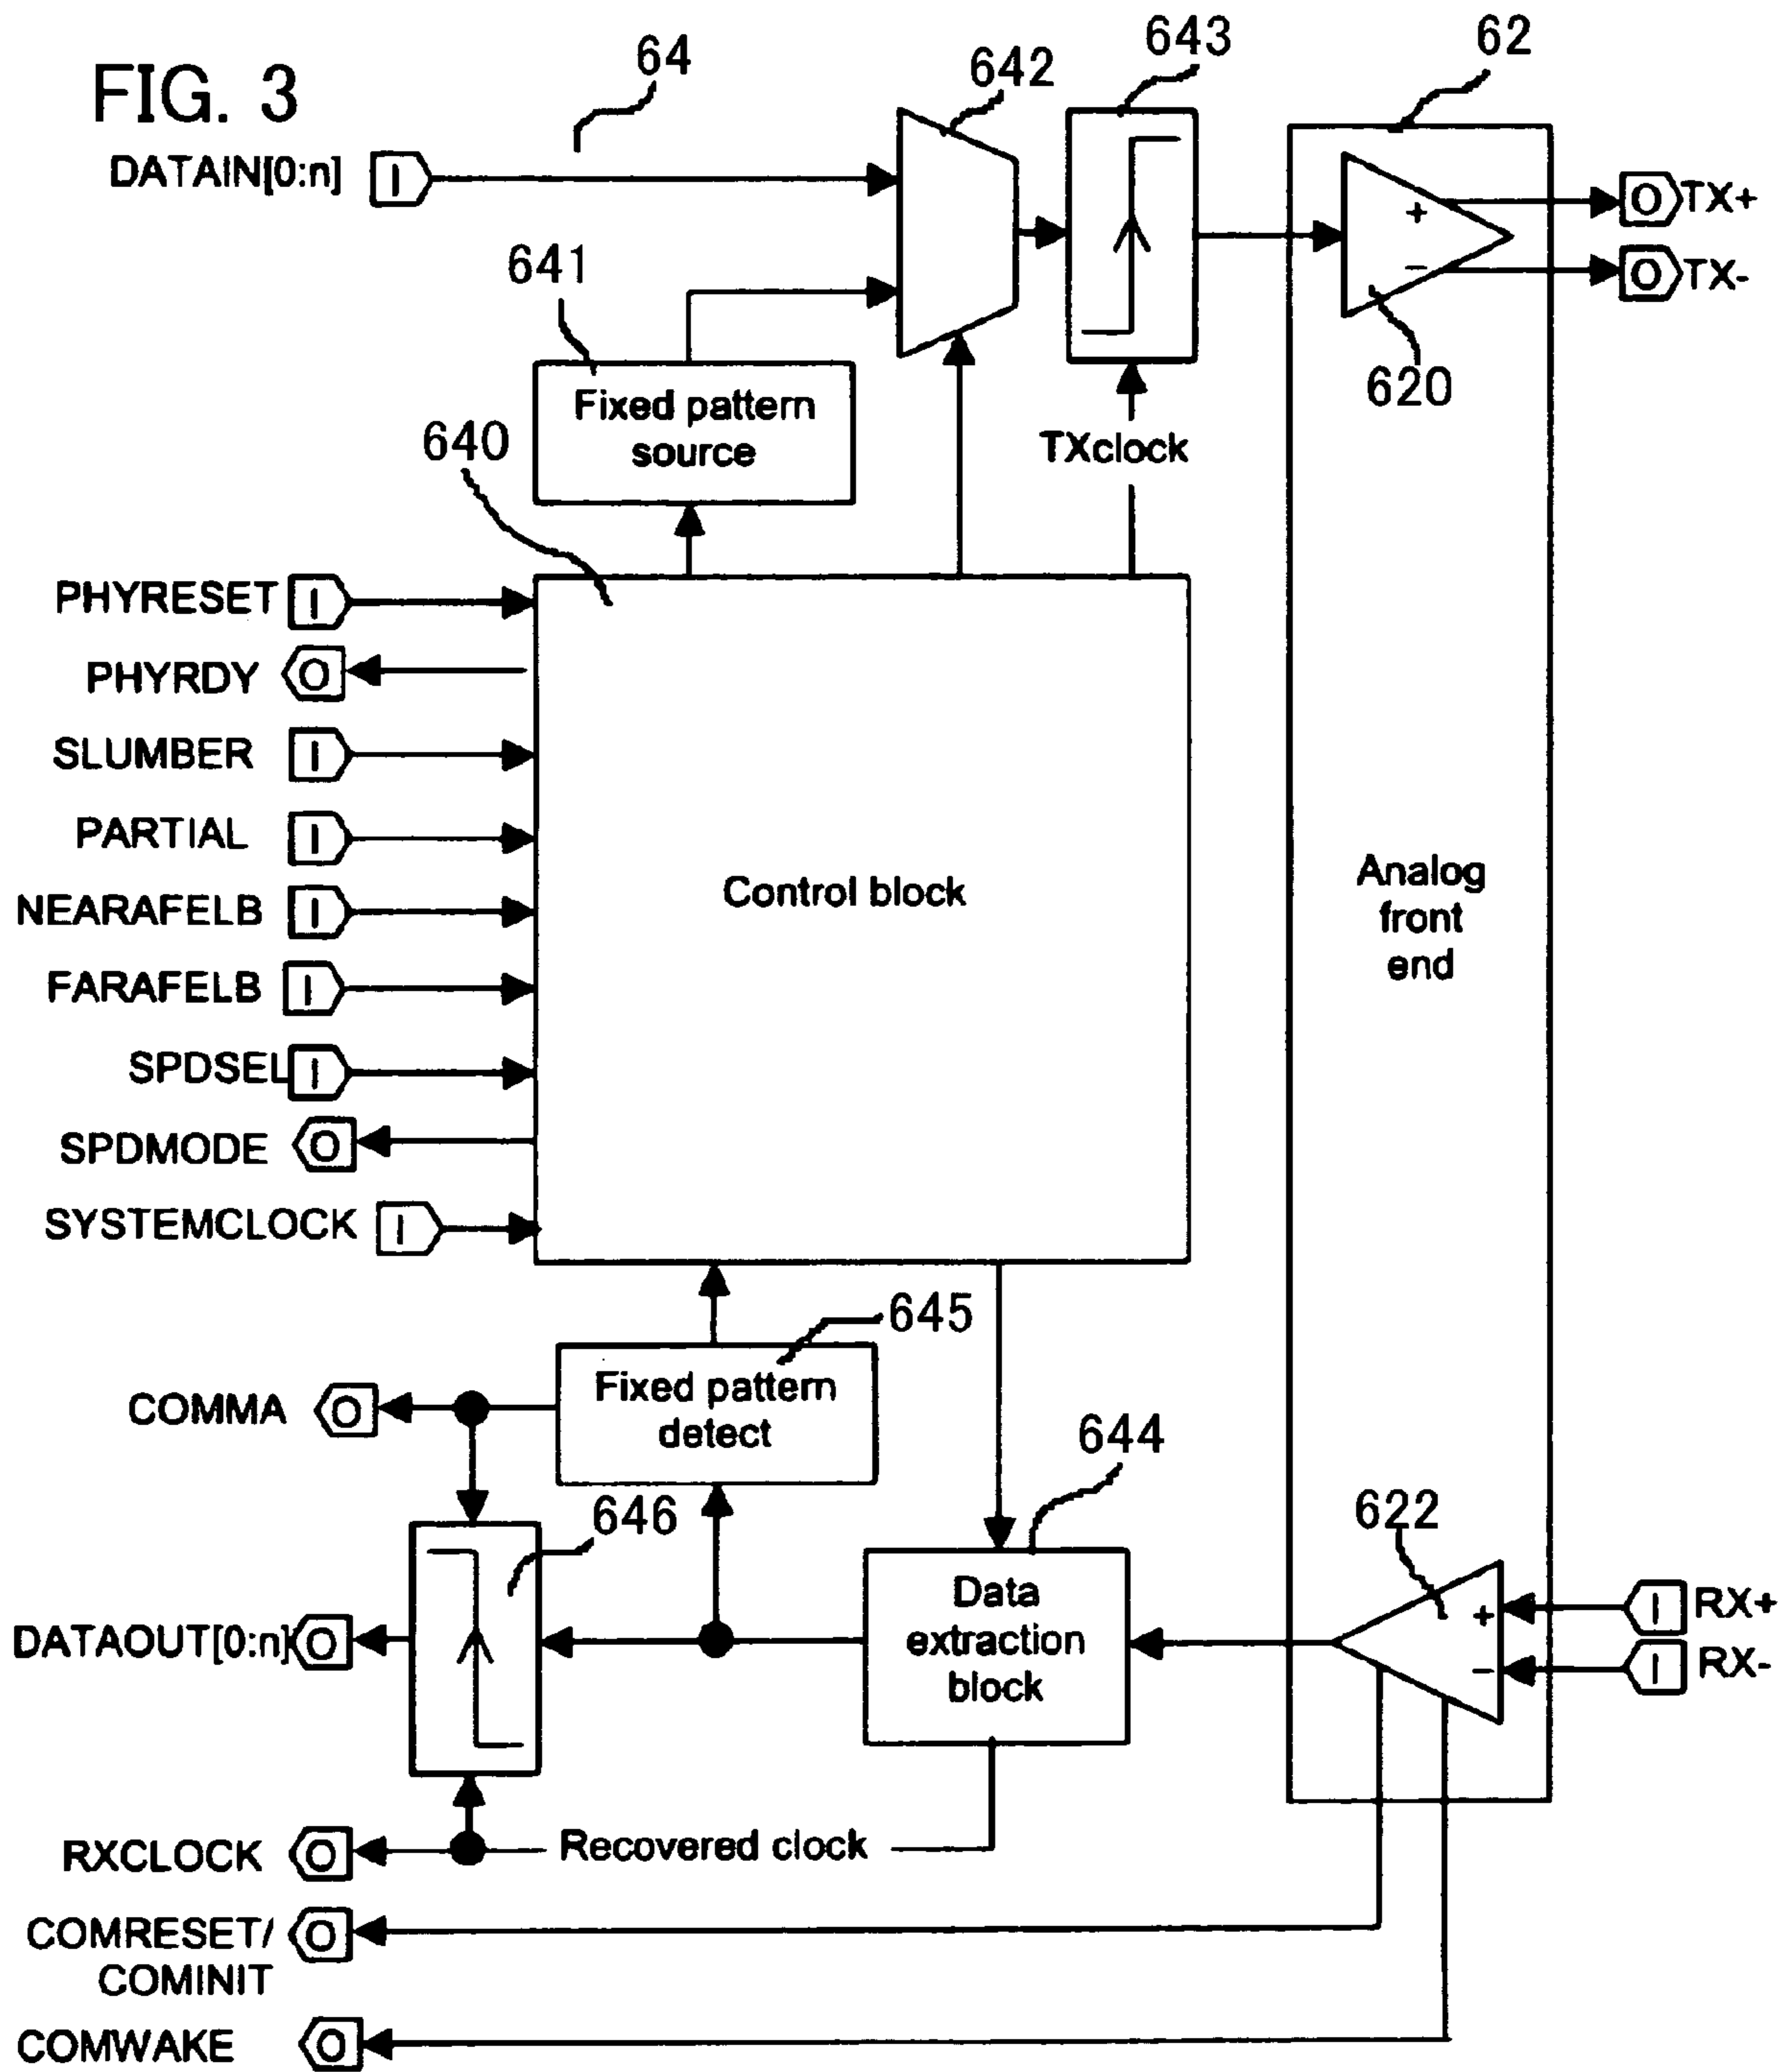 FIG. 3
64
642
643
62
DATAIN[0:n]
I
+
−
O
TX+
O
TX-
620
641
Fixed pattern
source
TXclock
640
PHYRESET
I
PHYRDY
O
SLUMBER
I
PARTIAL
I
NEARAFELB
I
FARAFELB
I
SPDSEL
I
SPDMODE
O
SYSTEMCLOCK
I
Control block
Analog
front
end
645
Fixed pattern
detect
COMMA
O
646
644
622
Data
extraction
block
DATAOUT[0:n]
O
+
−
I
RX+
I
RX-
RXCLOCK
O
Recovered clock
COMRESET/
COMINIT
O
COMWAKE
O